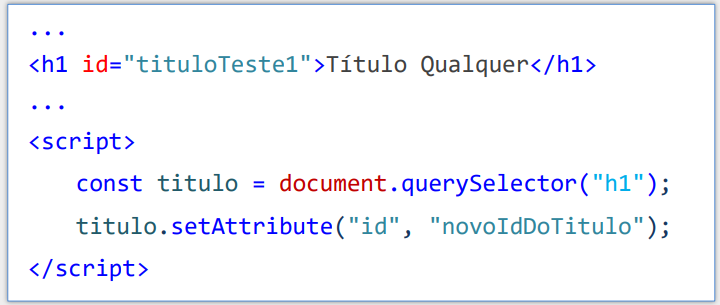 ...
<h1 id="tituloTeste1">Título Qualquer</h1>
...
<script>
const titulo = document.querySelector("h1");
titulo.setAttribute("id", "novoIdDoTitulo");
</script>